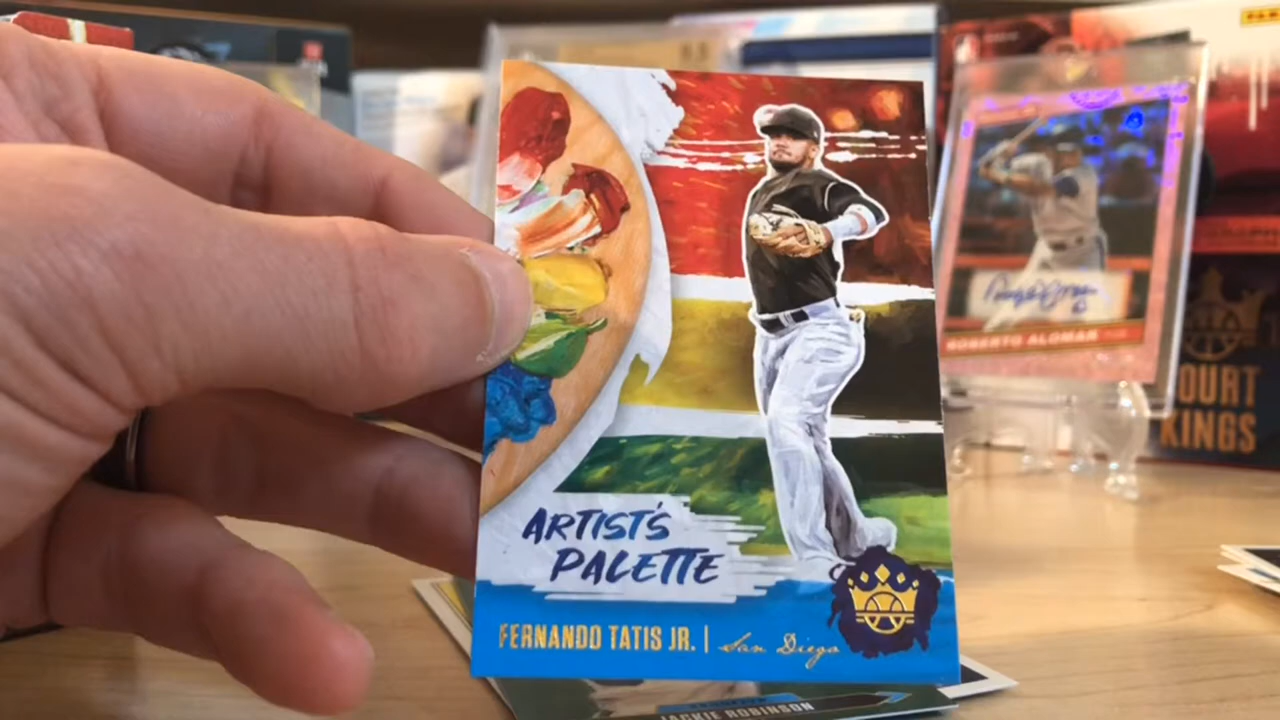 ARTIST'S
PALETTE
FERNANDO TATIS JR. | San Diego
JACKIE ROBINSON
ROBERTO ALOMAR
COURT
KINGS